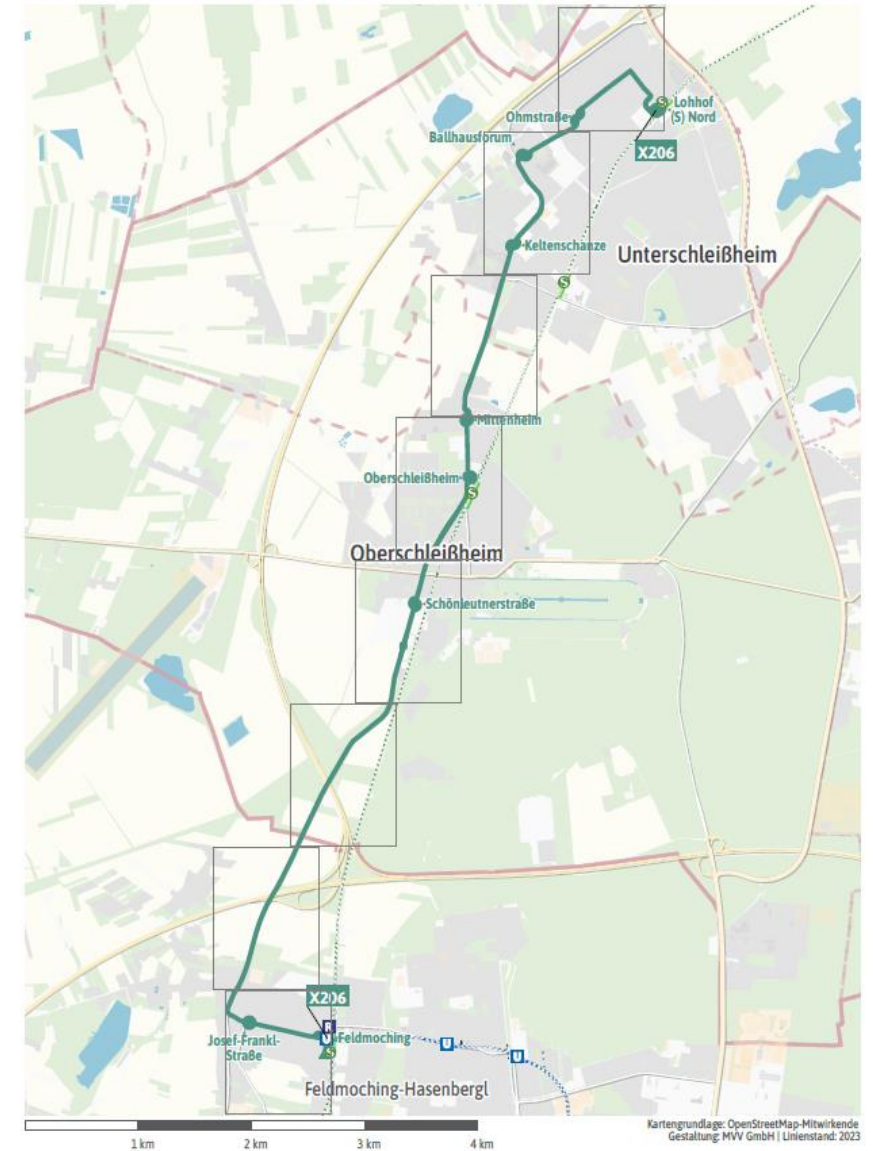 Lohhof
(S) Nord
Ohmstraße
Ballhausforum
X206
Keltenschanze
Unterschleißheim
S
Mittenheim
Oberschleißheim
S
Oberschleißheim
Schönleutnerstraße
X206
R
U
Feldmoching
S
Josef-Frankl-
Straße
U
U
Feldmoching-Hasenbergl
1 km
2 km
3 km
4 km
Kartengrundlage: OpenStreetMap-Mitwirkende
Gestaltung: MVV GmbH | Linienstand: 2023